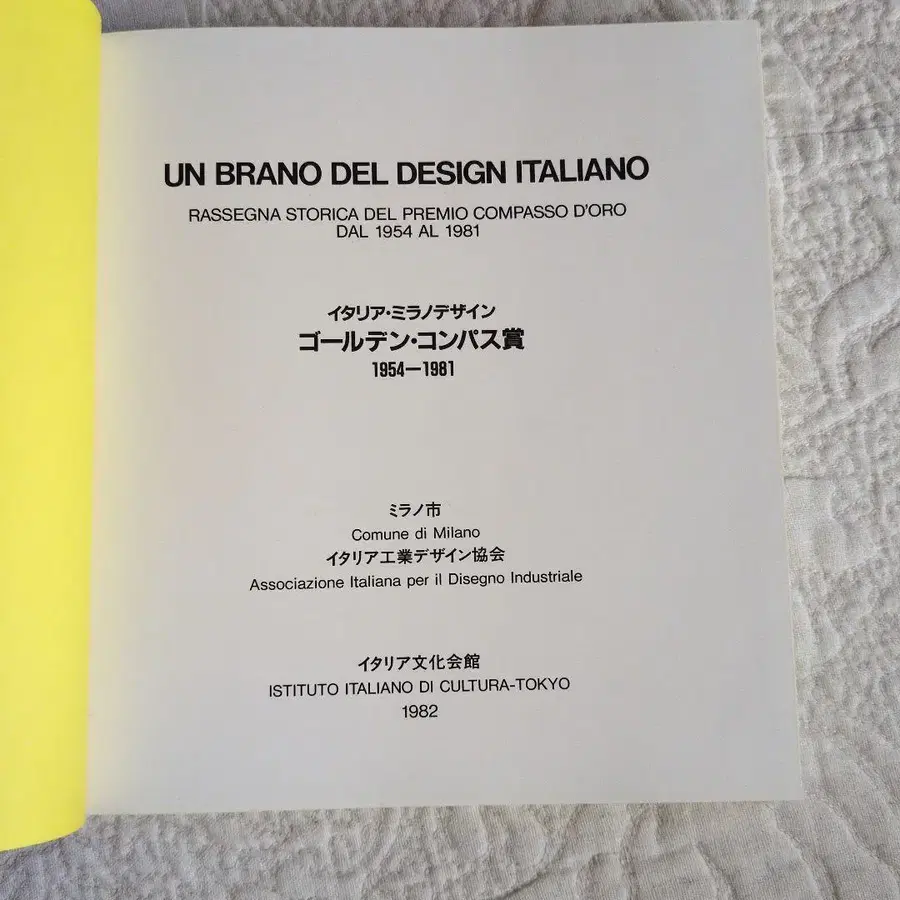 UN BRANO DEL DESIGN ITALIANO
RASSEGNA STORICA DEL PREMIO COMPASSO D'ORO
DAL 1954 AL 1981
イタリア・ミラノデザイン
ゴールデン・コンパス賞
1954—1981
ミラノ市
Comune di Milano
イタリア工業デザイン協会
Associazione Italiana per il Disegno Industriale
イタリア文化会館
ISTITUTO ITALIANO DI CULTURA-TOKYO
1982